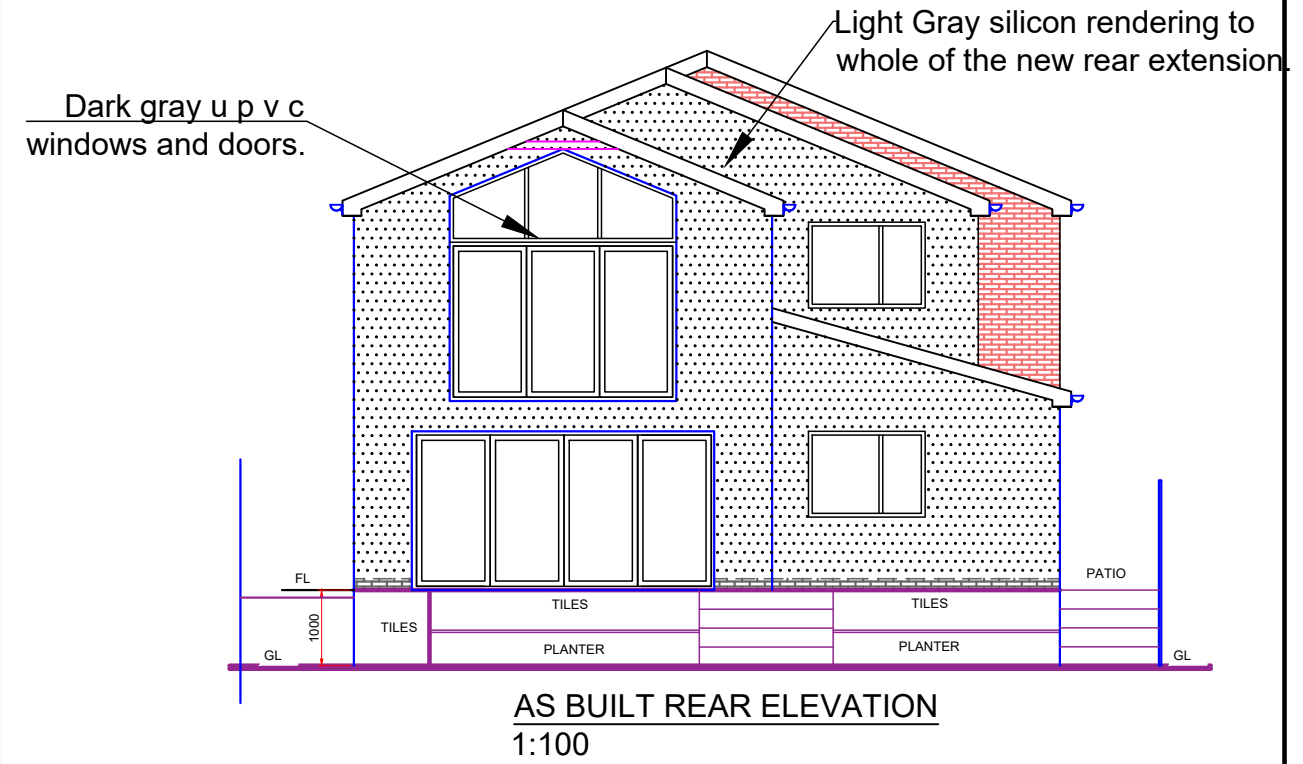 Light Gray silicon rendering to
whole of the new rear extension.
Dark gray u p v c
windows and doors.
FL
1000
GL
TILES
TILES
PLANTER
TILES
PLANTER
PATIO
GL
AS BUILT REAR ELEVATION
1:100